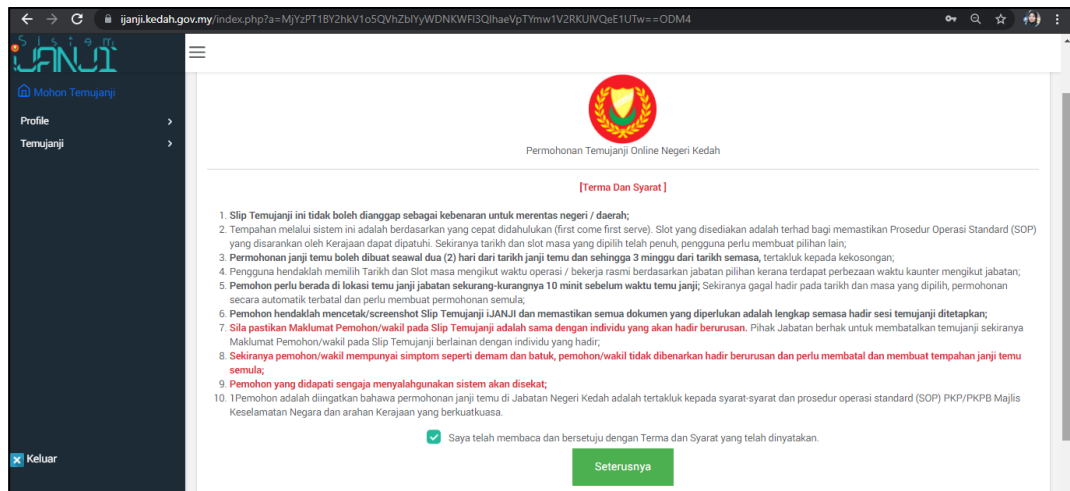 ijanji.kedah.gov.my/index.php?a=MjYzPT1BY2hkV1o5QVhZblYyWDNKWFl3QlhaeVpTYmw1V2RKUlVQeE1UTw==ODM4
Sistem
iJANJI
Mohon Temujanji
Profile
Temujanji
Keluar
Permohonan Temujanji Online Negeri Kedah
[Terma Dan Syarat ]
1. Slip Temujanji ini tidak boleh dianggap sebagai kebenaran untuk merentas negeri / daerah;
2. Tempahan melalui sistem ini adalah berdasarkan yang cepat didahulukan (first come first serve). Slot yang disediakan adalah terhad bagi memastikan Prosedur Operasi Standard (SOP)
yang disarankan oleh Kerajaan dapat dipatuhi. Sekiranya tarikh dan slot masa yang dipilih telah penuh, pengguna perlu membuat pilihan lain;
3. Permohonan janji temu boleh dibuat seawal dua (2) hari dari tarikh janji temu dan sehingga 3 minggu dari tarikh semasa, tertakluk kepada kekosongan;
4. Pengguna hendaklah memilih Tarikh dan Slot masa mengikut waktu operasi / bekerja rasmi berdasarkan jabatan pilihan kerana terdapat perbezaan waktu kaunter mengikut jabatan;
5. Pemohon perlu berada di lokasi temu janji jabatan sekurang-kurangnya 10 minit sebelum waktu temu janji; Sekiranya gagal hadir pada tarikh dan masa yang dipilih, permohonan
secara automatik terbatal dan perlu membuat permohonan semula;
6. Pemohon hendaklah mencetak/screenshot Slip Temujanji iJANJI dan memastikan semua dokumen yang diperlukan adalah lengkap semasa hadir sesi temujanji ditetapkan;
7. Sila pastikan Maklumat Pemohon/wakil pada Slip Temujanji adalah sama dengan individu yang akan hadir berurusan. Pihak Jabatan berhak untuk membatalkan temujanji sekiranya
Maklumat Pemohon/wakil pada Slip Temujanji berlainan dengan individu yang hadir;
8. Sekiranya pemohon/wakil mempunyai simptom seperti demam dan batuk, pemohon/wakil tidak dibenarkan hadir berurusan dan perlu membatal dan membuat tempahan janji temu
semula;
9. Pemohon yang didapati sengaja menyalahgunakan sistem akan disekat;
10. 1Pemohon adalah diingatkan bahawa permohonan janji temu di Jabatan Negeri Kedah adalah tertakluk kepada syarat-syarat dan prosedur operasi standard (SOP) PKP/PKPB Majlis
Keselamatan Negara dan arahan Kerajaan yang berkuatkuasa.
Saya telah membaca dan bersetuju dengan Terma dan Syarat yang telah dinyatakan.
Seterusnya